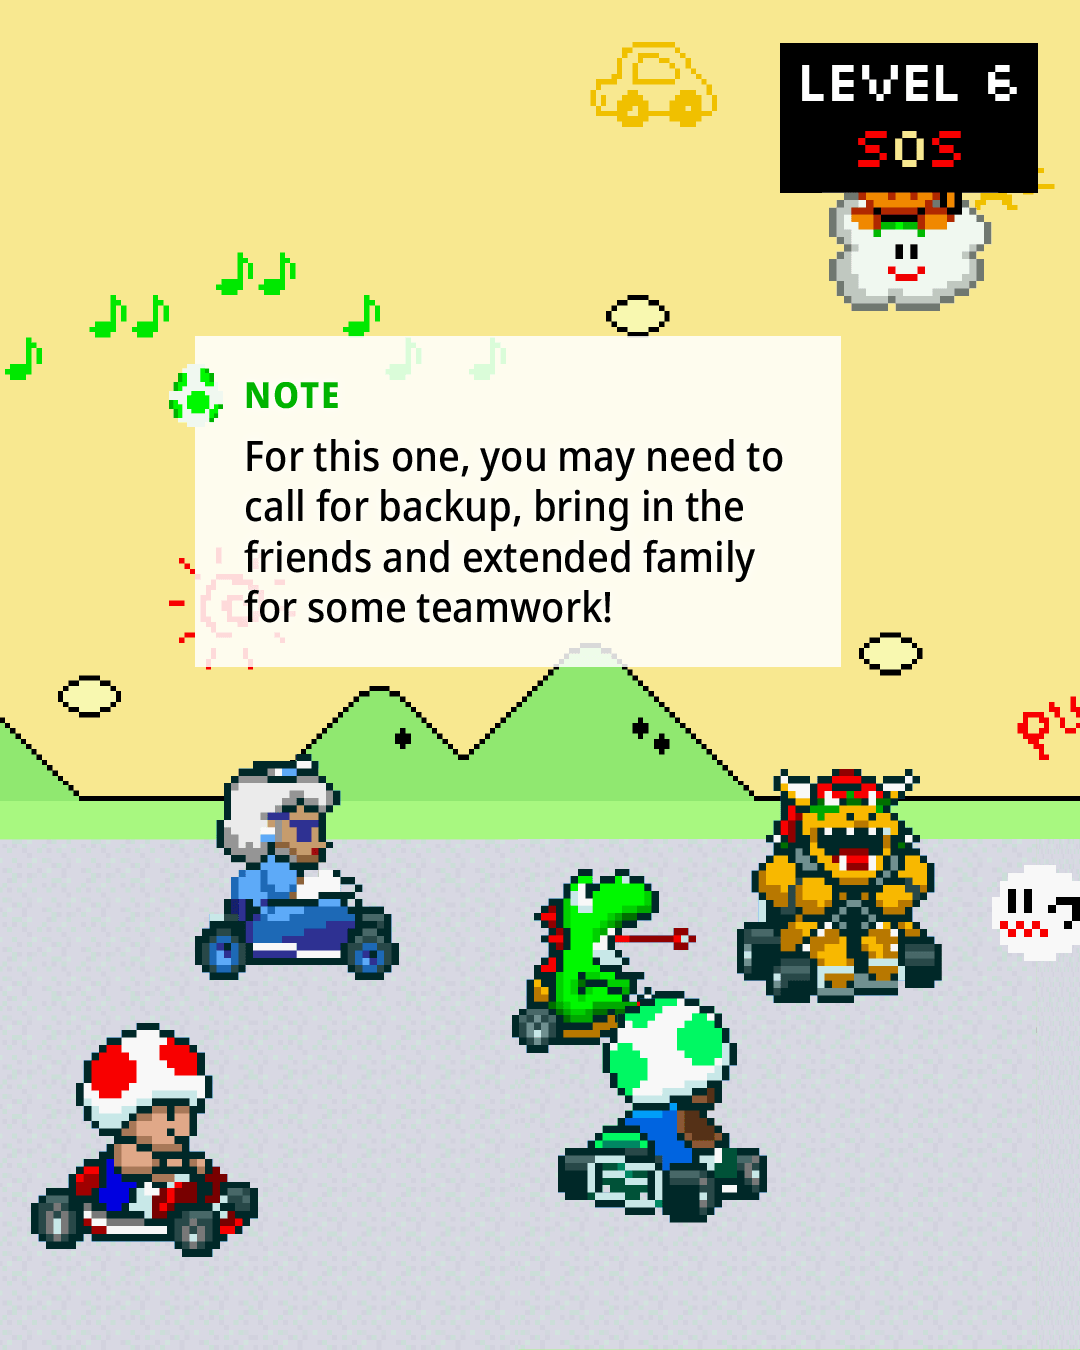 LEVEL 6
SOS
NOTE
For this one, you may need to
call for backup, bring in the
friends and extended family
for some teamwork!